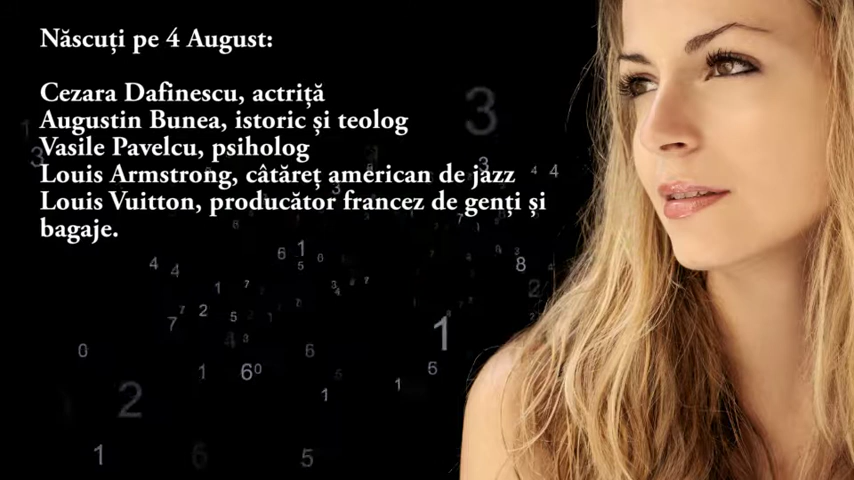 Născuți pe 4 August:
Cezara Dafinescu, actriță
Augustin Bunea, istoric și teolog
Vasile Pavelcu, psiholog
Louis Armstrong, câtăreț american de jazz
Louis Vuitton, producător francez de genți și
bagaje.